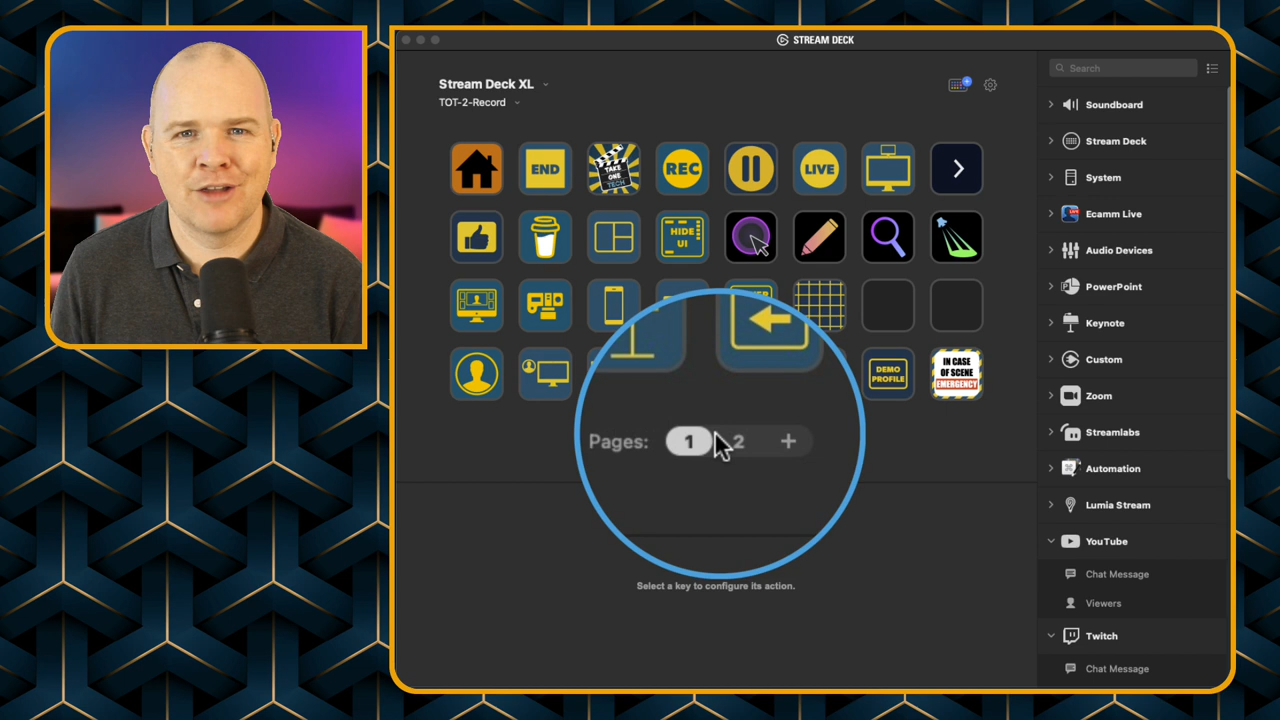 STREAM DECK
Stream Deck XL
TOT-2-Record
END
TAKE
ONE
TECH
REC
LIVE
HIDE
UI
DEMO
PROFILE
IN CASE
OF SCENE
EMERGENCY
Pages: 1 2 +
Select a key to configure its action.
Search
Soundboard
Stream Deck
System
Ecamm Live
Audio Devices
PowerPoint
Keynote
Custom
Zoom
Streamlabs
Automation
Lumia Stream
YouTube
Chat Message
Viewers
Twitch
Chat Message